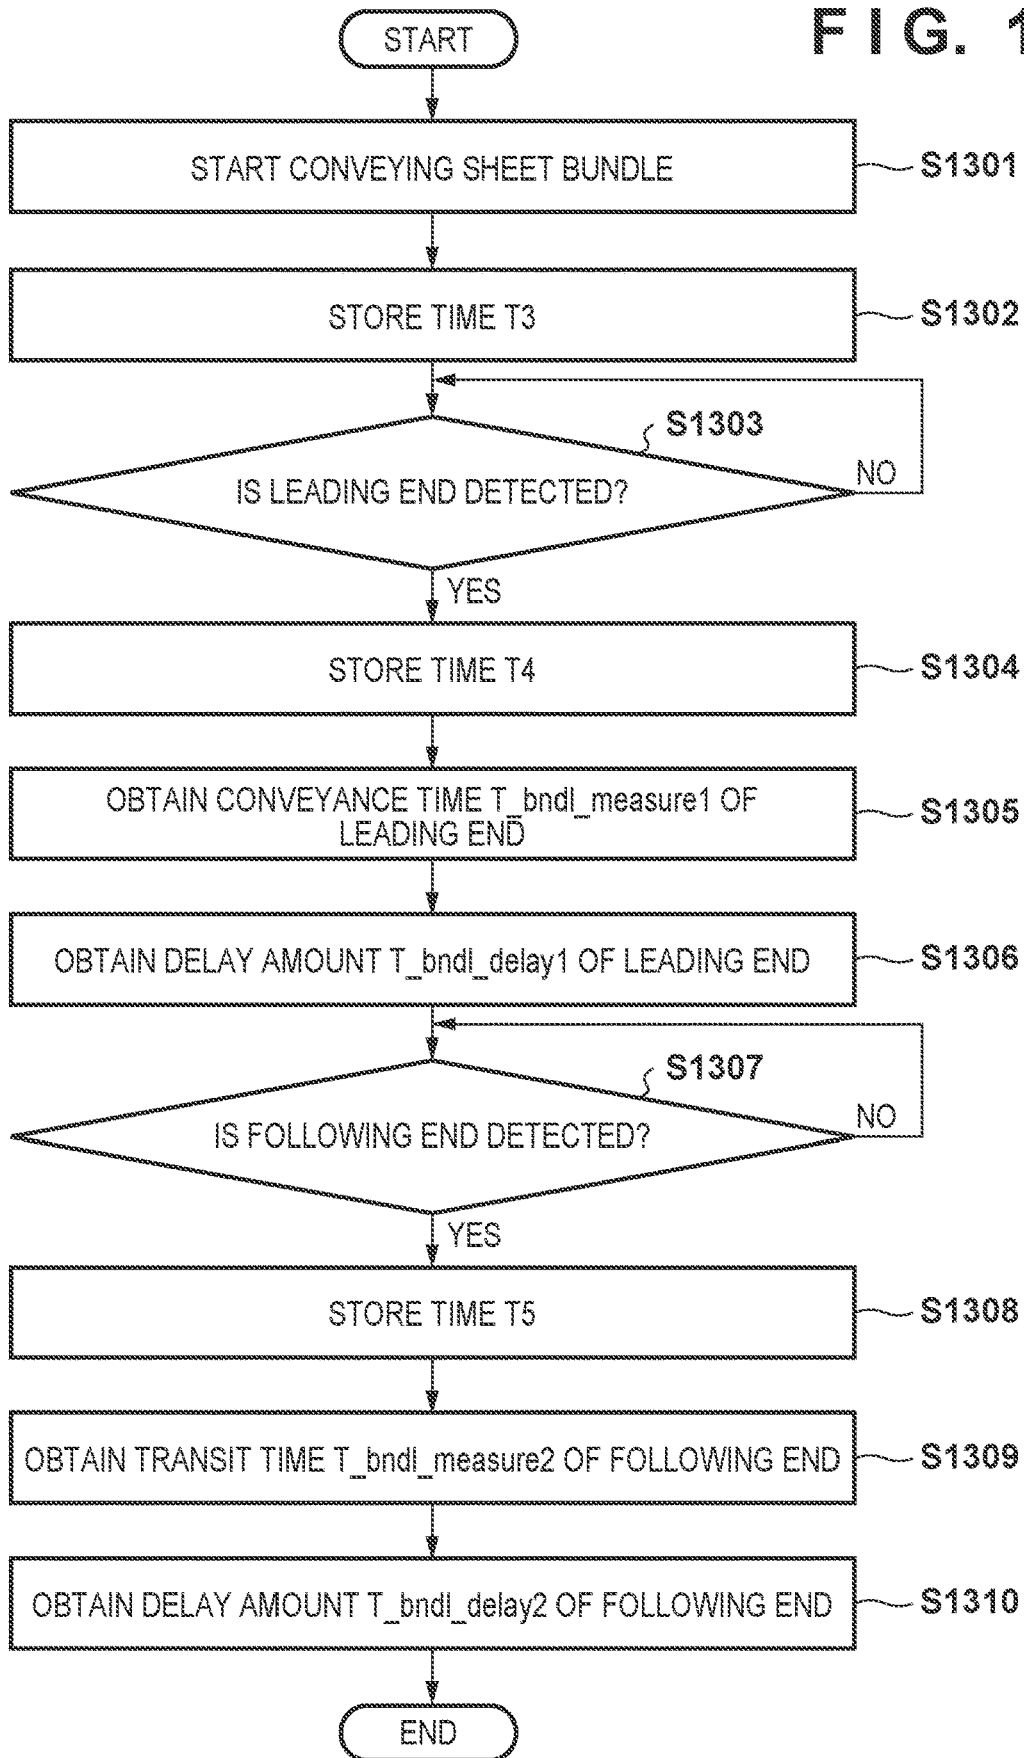 FIG. 1
START
START CONVEYING SHEET BUNDLE
S1301
STORE TIME T3
S1302
S1303
IS LEADING END DETECTED?
NO
YES
STORE TIME T4
S1304
OBTAIN CONVEYANCE TIME T_bndl_measure1 OF
LEADING END
S1305
OBTAIN DELAY AMOUNT T_bndl_delay1 OF LEADING END
S1306
S1307
IS FOLLOWING END DETECTED?
NO
YES
STORE TIME T5
S1308
OBTAIN TRANSIT TIME T_bndl_measure2 OF FOLLOWING END
S1309
OBTAIN DELAY AMOUNT T_bndl_delay2 OF FOLLOWING END
S1310
END